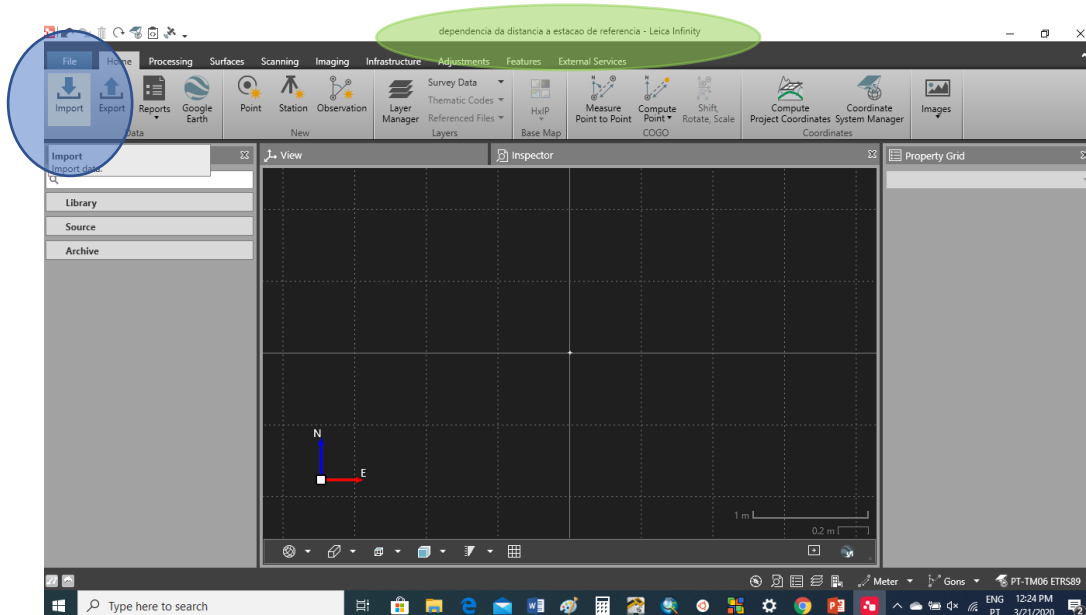 dependencia da distancia a estacao de referencia - Leica Infinity
File Home Processing Surfaces Scanning Imaging Infrastructure Adjustments Features External Services
Import Export Reports Google Earth
Data
Point Station Observation
New
Layer Manager
Survey Data
Thematic Codes
Referenced Files
Layers
HxIP
Base Map
Measure Point to Point
Compute Point
Shift, Rotate, Scale
COGO
Compute Project Coordinates
Coordinate System Manager
Coordinates
Images
Import
Import data.
View
Inspector
Property Grid
Library
Source
Archive
N
E
1 m
0.2 m
Meter Gons PT-TM06 ETRS89
Type here to search
ENG 12:24 PM
PT 3/21/2020
2